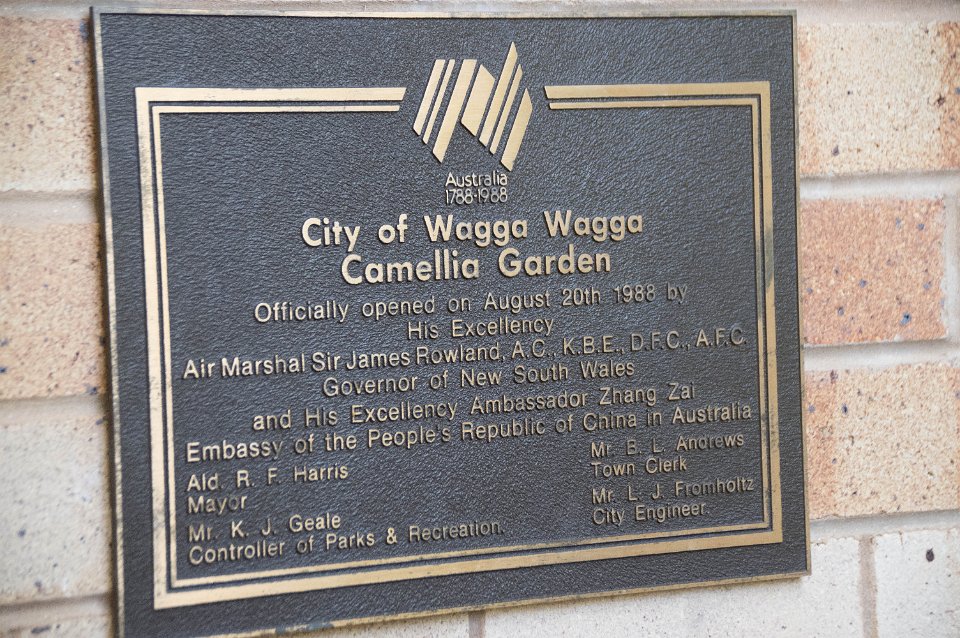 Australia
1788-1988
City of Wagga Wagga
Camellia Garden
Officially opened on August 20th 1988 by
His Excellency
Air Marshal Sir James Rowland, A.C., K.B.E., D.F.C., A.F.C.
Governor of New South Wales
and His Excellency Ambassador Zhang Zai
Embassy of the People's Republic of China in Australia
Ald. R. F. Harris
Mayor
Mr. K. J. Geale
Controller of Parks & Recreation.
Mr. B. L. Andrews
Town Clerk
Mr. L. J. Fromholtz
City Engineer